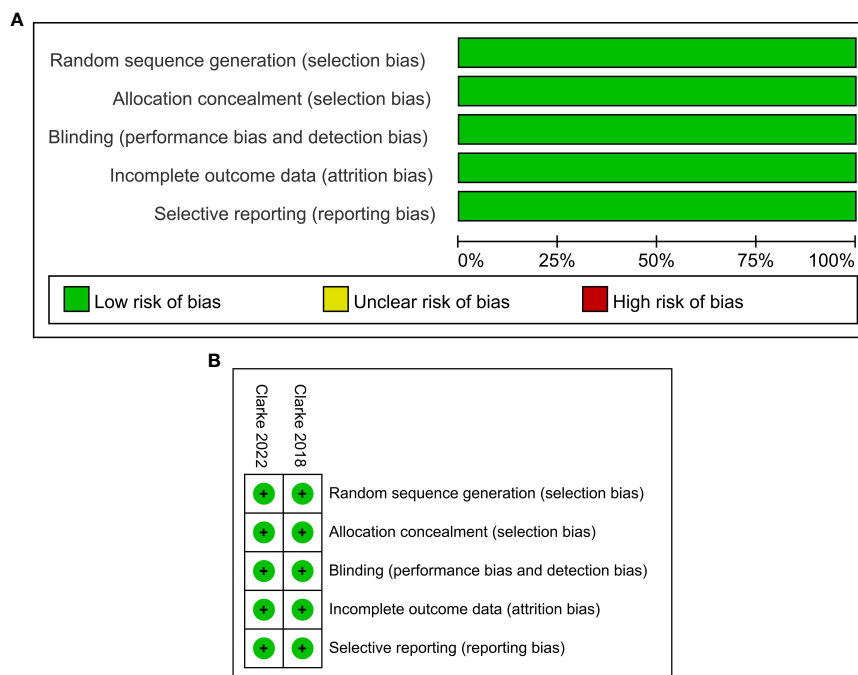 A
Random sequence generation (selection bias)
Allocation concealment (selection bias)
Blinding (performance bias and detection bias)
Incomplete outcome data (attrition bias)
Selective reporting (reporting bias)
0% 25% 50% 75% 100%
Low risk of bias Unclear risk of bias High risk of bias
B
Clarke 2022
Clarke 2018
+ + Random sequence generation (selection bias)
+ + Allocation concealment (selection bias)
+ + Blinding (performance bias and detection bias)
+ + Incomplete outcome data (attrition bias)
+ + Selective reporting (reporting bias)